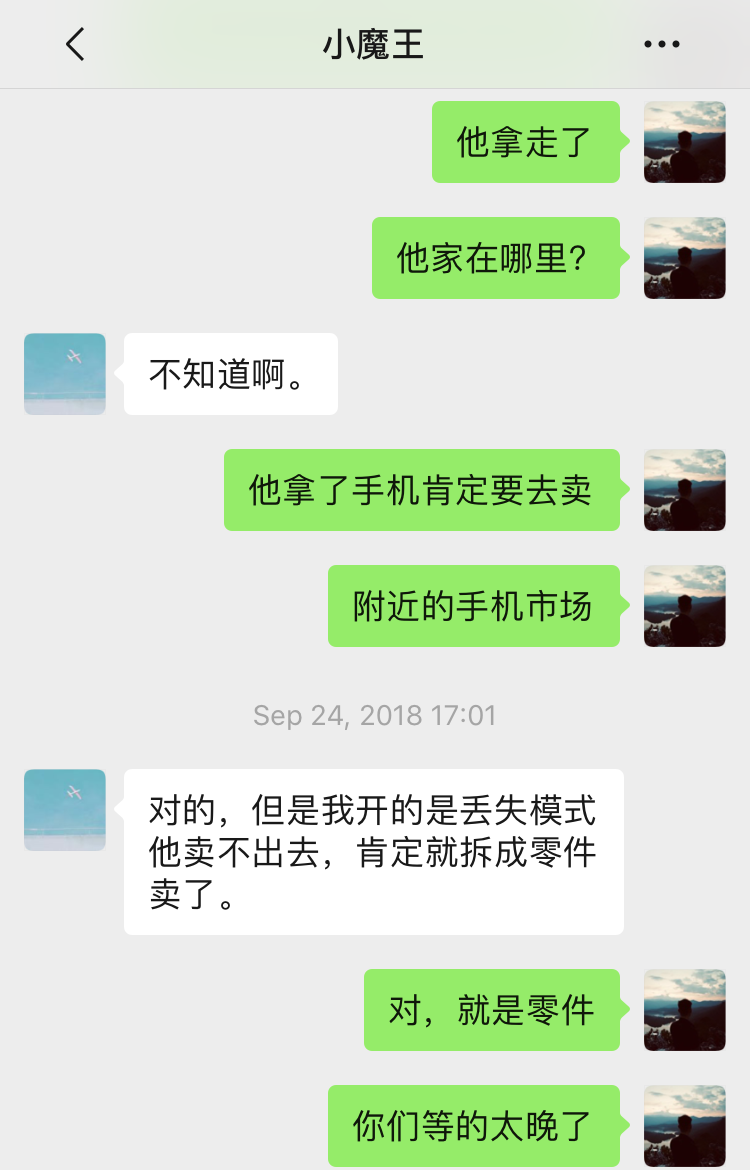 小魔王
他拿走了
他家在哪里?
不知道啊。
他拿了手机肯定要去卖
附近的手机市场
Sep 24, 2018 17:01
对的，但是我开的是丢失模式
他卖不出去，肯定就拆成零件
卖了。
对，就是零件
你们等的太晚了